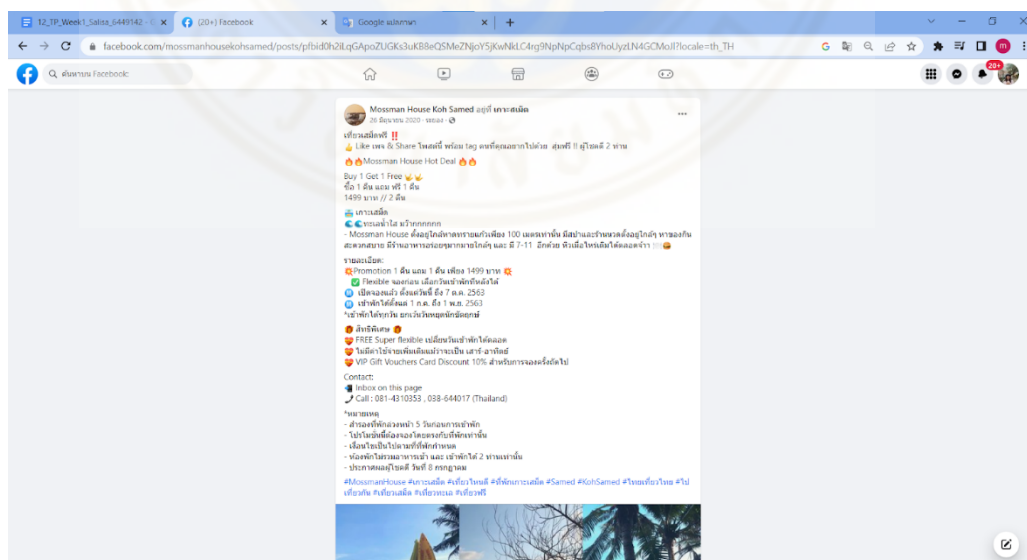 12_TP_Week1_Salisa_6449142 - G
(20+) Facebook
Google แปลภาษา
facebook.com/mossmanhousekohsamed/posts/pfbid0h2iLqGApoZUGKs3uKB8eQSMeZNjoY5jKwNkLC4rg9NpNpCqbs8YhoUyzLN4GCMoJl?locale=th_TH
ค้นหาบน Facebook
20+
Mossman House Koh Samed อยู่ที่ เกาะเสม็ด
26 มิถุนายน 2020 · ระยอง ·
เที่ยวเสม็ดฟรี ‼️
👍 Like เพจ & Share โพสต์นี้ พร้อม tag คนที่คุณอยากไปด้วย สุ่มฟรี !! ผู้โชคดี 2 ท่าน
🔥🔥Mossman House Hot Deal 🔥🔥
Buy 1 Get 1 Free
ซื้อ 1 คืน แถม ฟรี 1 คืน
1499 บาท // 2 คืน
เกาะเสม็ด
🌊🌊ทะเลน้ำใส หว้ากกกกกก
- Mossman House ตั้งอยู่ใกล้หาดทรายแก้วเพียง 100 เมตรเท่านั้น มีสปาและร้านนวดตั้งอยู่ใกล้ๆ หาของกิน
สะดวกสบาย มีร้านอาหารอร่อยๆมากมายใกล้ๆ และ มี 7-11 อีกด้วย หิวเมื่อไหร่เติมได้ตลอดจ้าา
รายละเอียด:
💥Promotion 1 คืน แถม 1 คืน เพียง 1499 บาท 💥
✅ Flexible จองก่อน เลือกวันเข้าพักทีหลังได้
เปิดจองแล้ว ตั้งแต่วันนี้ ถึง 7 ต.ค. 2563
เข้าพักได้ตั้งแต่ 1 ก.ค. ถึง 1 พ.ย. 2563
*เข้าพักได้ทุกวัน ยกเว้นวันหยุดนักขัตฤกษ์
สิทธิพิเศษ
FREE Super flexible เปลี่ยนวันเข้าพักได้ตลอด
ไม่มีค่าใช้จ่ายเพิ่มเติมแม้ว่าจะเป็น เสาร์-อาทิตย์
VIP Gift Vouchers Card Discount 10% สำหรับการจองครั้งถัดไป
Contact:
📲 Inbox on this page
Call : 081-4310353 , 038-644017 (Thailand)
*หมายเหตุ
- สำรองที่พักล่วงหน้า 5 วันก่อนการเข้าพัก
- โปรโมชั่นนี้ต้องจองโดยตรงกับที่พักเท่านั้น
- เงื่อนไขเป็นไปตามที่ที่พักกำหนด
- ห้องพักไม่รวมอาหารเช้า และ เข้าพักได้ 2 ท่านเท่านั้น
- ประกาศผลผู้โชคดี วันที่ 8 กรกฎาคม
#MossmanHouse #เกาะเสม็ด #เที่ยวไหนดี #ที่พักเกาะเสม็ด #Samed #KohSamed #ไทยเที่ยวไทย #ไป
เที่ยวกัน #เที่ยวเสม็ด #เที่ยวทะเล #เที่ยวฟรี